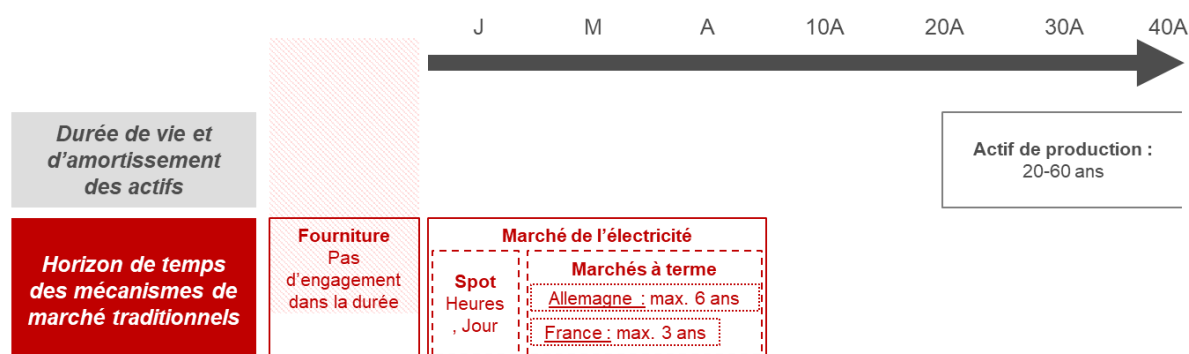 J M A 10A 20A 30A 40A
Durée de vie et
d’amortissement
des actifs
Actif de production :
20-60 ans
Horizon de temps
des mécanismes de
marché traditionnels
Fourniture
Pas
d’engagement
dans la durée
Marché de l’électricité
Spot
Heures
, Jour
Marchés à terme
Allemagne : max. 6 ans
France : max. 3 ans